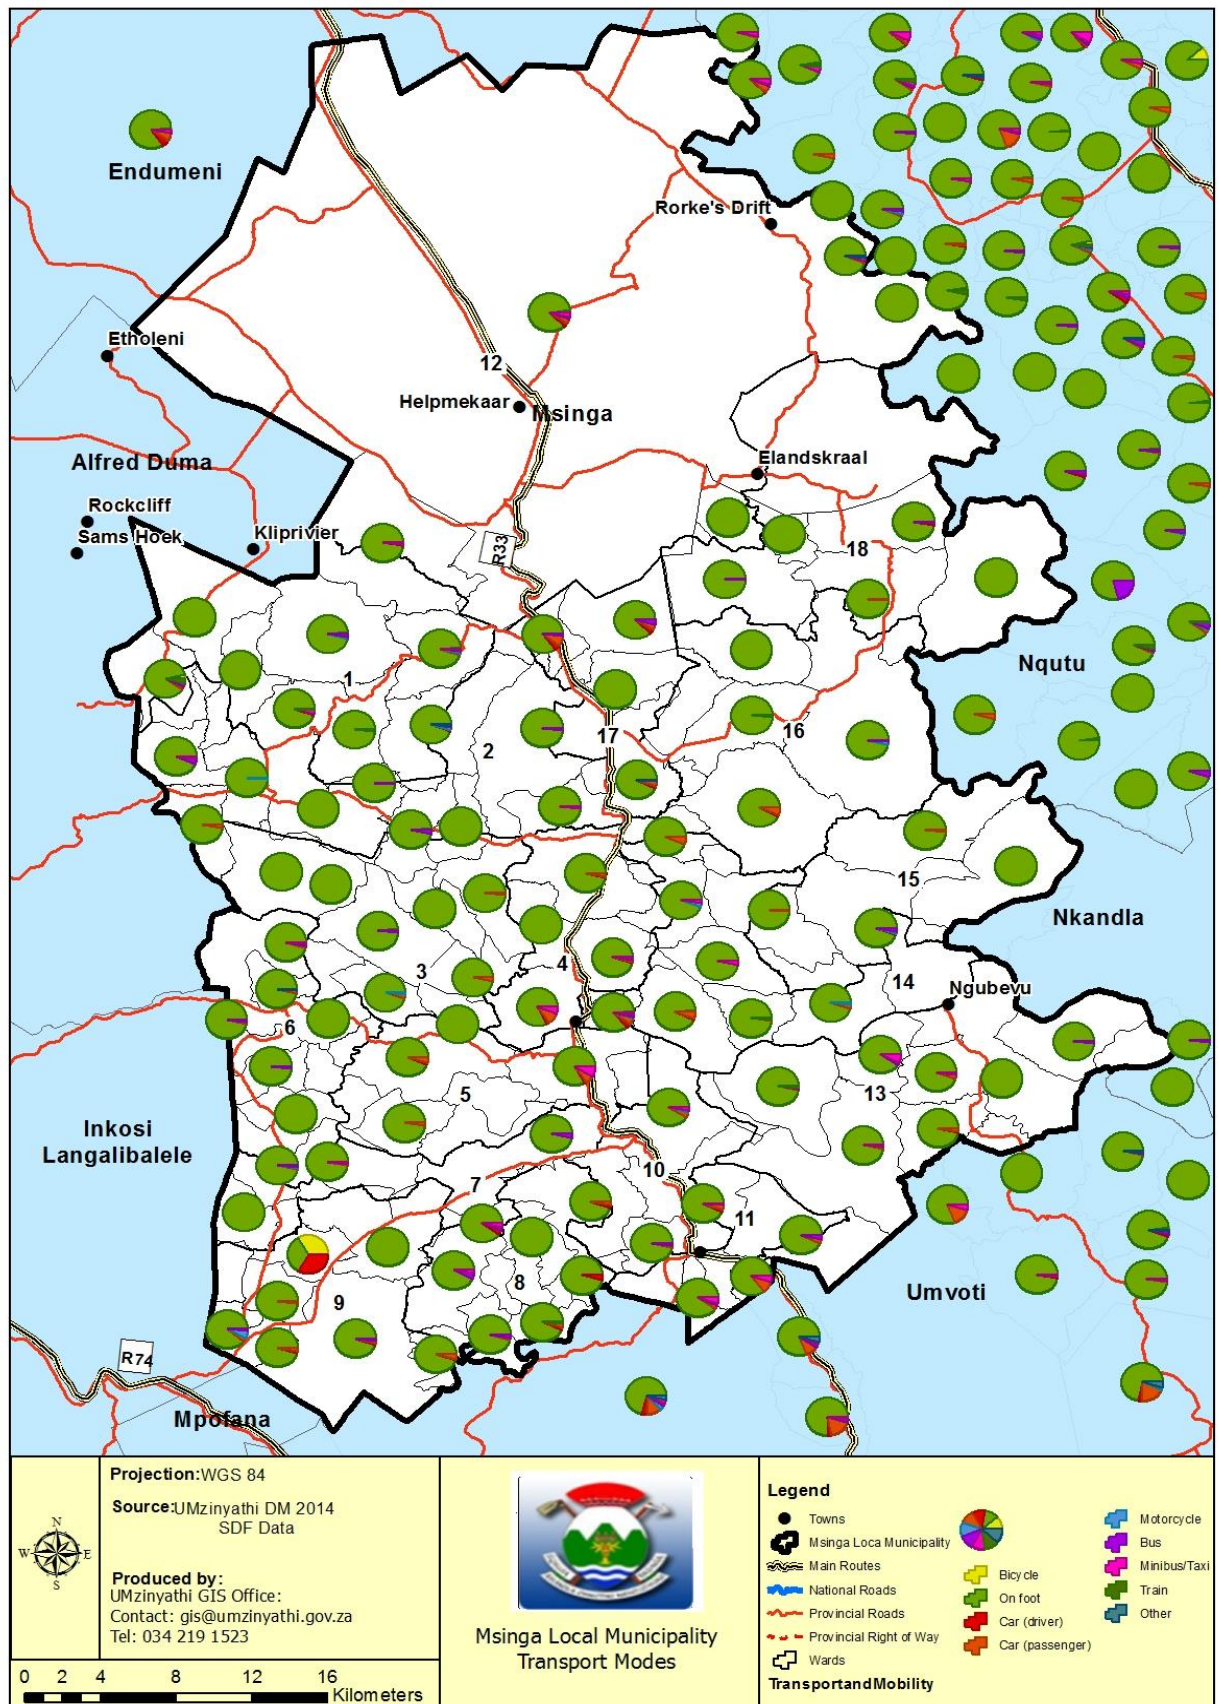 Endumeni
Rorke's Drift
Etholeni
12
Helpmekaar
Msinga
Alfred Duma
Elandskraal
Rockcliff
Sams Hoek
Kliprivier
R33
18
Nqutu
1
2
17
16
15
Nkandla
3
4
14
Ngubevu
6
5
13
Inkosi
Langalibalele
10
7
11
8
Umvoti
9
R74
Mpofana
N
W E
S
Projection:WGS 84
Source:UMzinyathi DM 2014
SDF Data
Produced by:
UMzinyathi GIS Office:
Contact: gis@umzinyathi.gov.za
Tel: 034 219 1523
0 2 4 8 12 16
Kilometers
Msinga Local Municipality
Transport Modes
Legend
Towns
Msinga Loca Municipality
Main Routes
National Roads
Provincial Roads
Provincial Right of Way
Wards
Bicycle
On foot
Car (driver)
Car (passenger)
Motorcycle
Bus
Minibus/Taxi
Train
Other
TransportandMobility